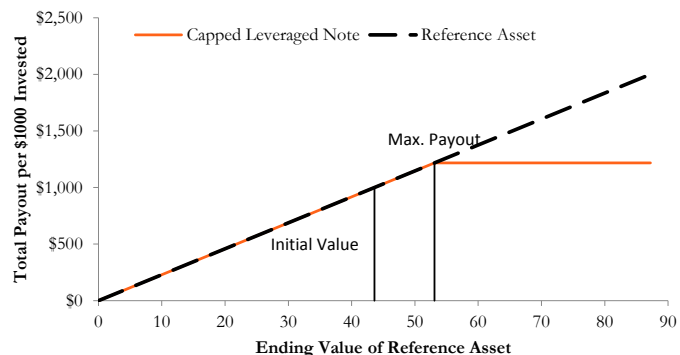 $2,500
Capped Leveraged Note
Reference Asset
$2,000
$1,500
Max. Payout
$1,000
$500
Initial Value
$0
0 10 20 30 40 50 60 70 80 90
Total Payout per $1000 Invested
Ending Value of Reference Asset